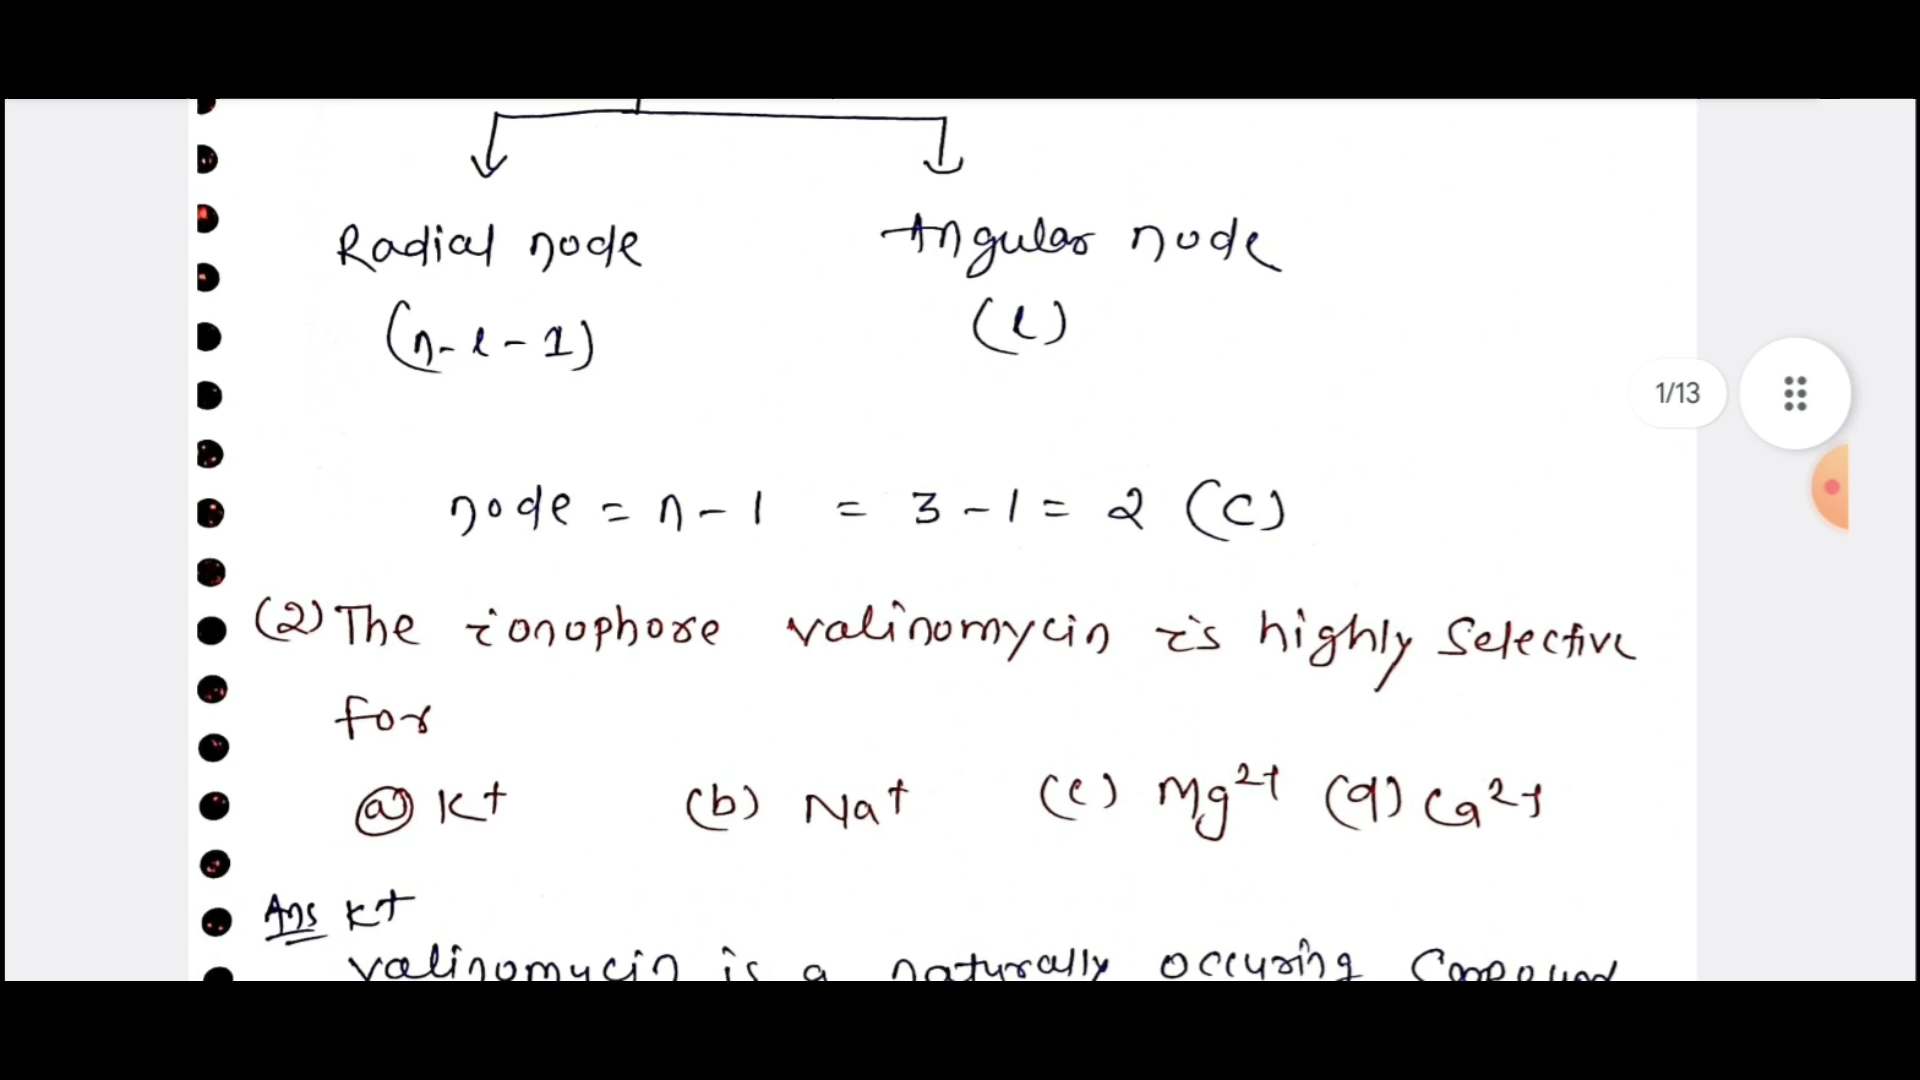 Radial node Angular node
(n-l-1) (l)
1/13
node = n-1 = 3-1 = 2 (C)
(2) The ionophore valinomycin is highly selective
for
(a) K+ (b) Na+ (c) Mg2+ (d) Ca2+
Ans K+
valinomycin is a naturally occuring Compound